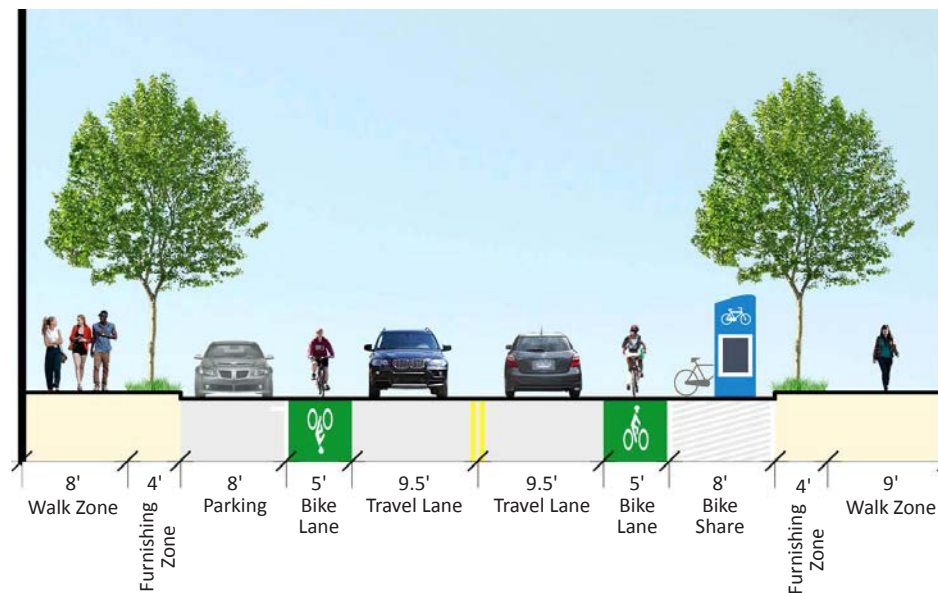 8'
Walk Zone
4'
Furnishing
Zone
8'
Parking
5'
Bike
Lane
9.5'
Travel Lane
9.5'
Travel Lane
5'
Bike
Lane
8'
Bike
Share
4'
Furnishing
Zone
9'
Walk Zone